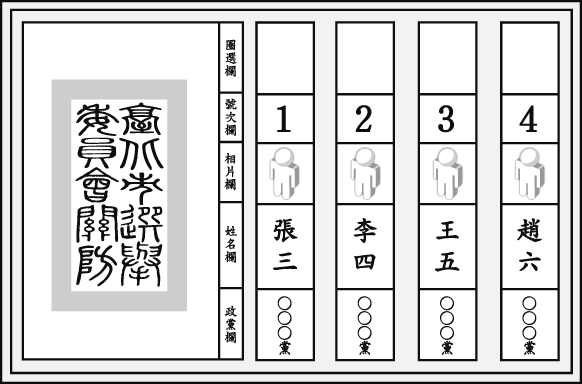 臺北市選舉
委員會關防
圈選欄
號次欄
相片欄
姓名欄
政黨欄
1
張三
○○○黨
2
李四
○○○黨
3
王五
○○○黨
4
趙六
○○○黨